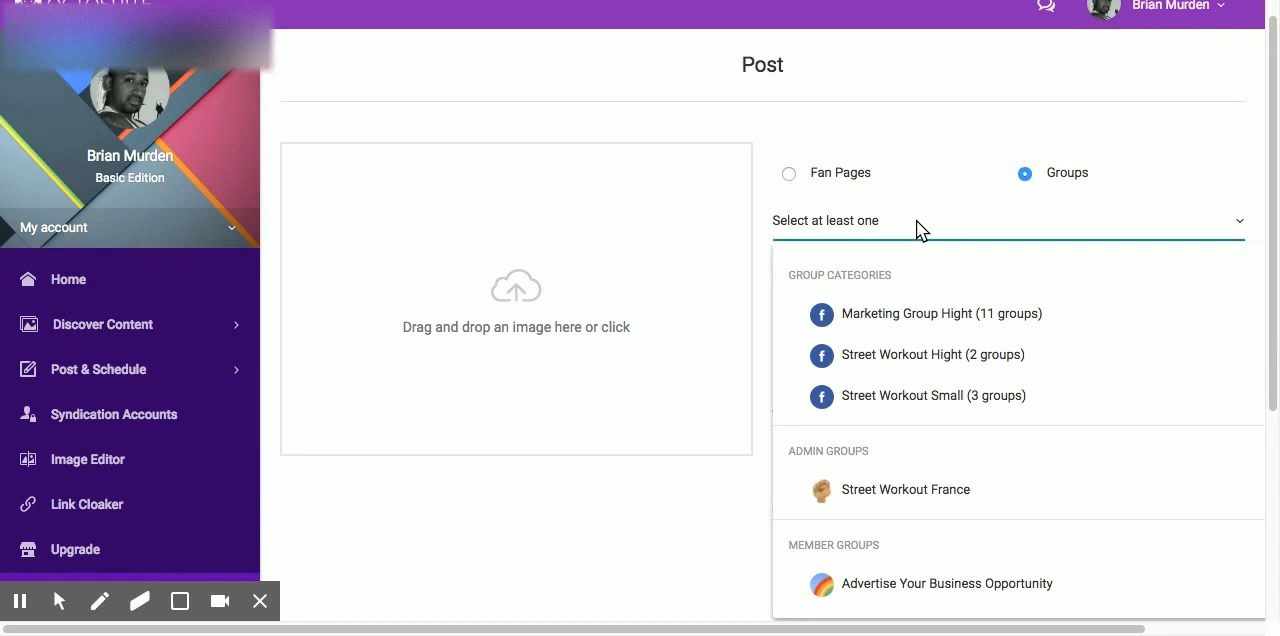 Brian Murden
Post
Brian Murden
Basic Edition
My account
Home
Discover Content
Post & Schedule
Syndication Accounts
Image Editor
Link Cloaker
Upgrade
Drag and drop an image here or click
Fan Pages
Groups
Select at least one
GROUP CATEGORIES
Marketing Group Hight (11 groups)
Street Workout Hight (2 groups)
Street Workout Small (3 groups)
ADMIN GROUPS
Street Workout France
MEMBER GROUPS
Advertise Your Business Opportunity